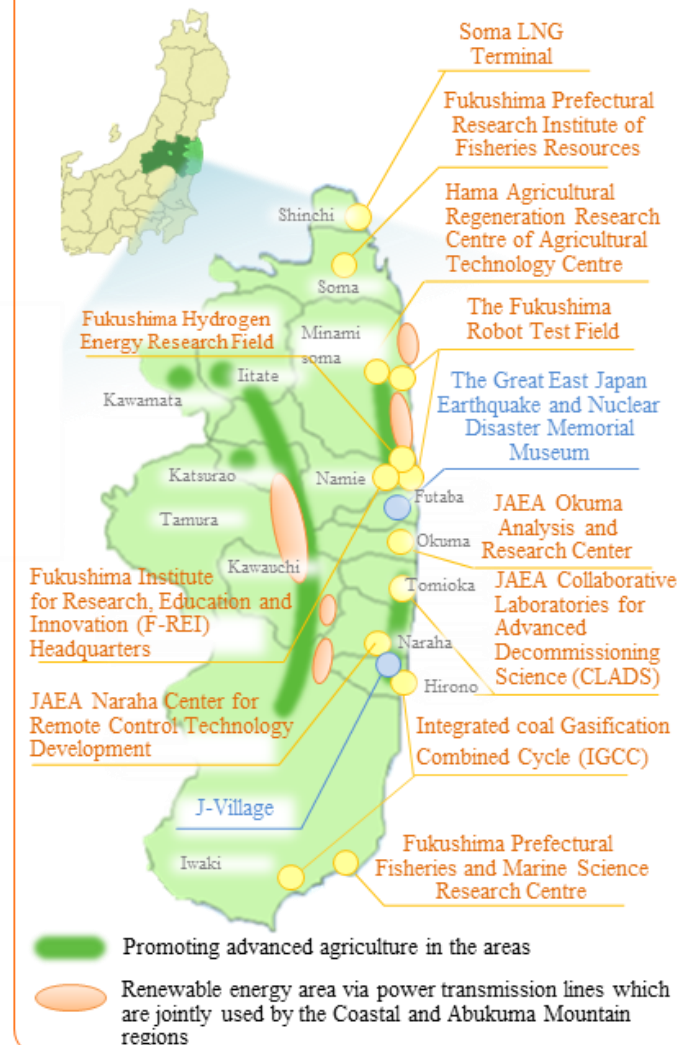 Soma LNG
Terminal
Fukushima Prefectural
Research Institute of
Fisheries Resources
Hama Agricultural
Regeneration Research
Centre of Agricultural
Technology Centre
The Fukushima
Robot Test Field
The Great East Japan
Earthquake and Nuclear
Disaster Memorial
Museum
JAEA Okuma
Analysis and
Research Center
JAEA Collaborative
Laboratories for
Advanced
Decommissioning
Science (CLADS)
Integrated coal Gasification
Combined Cycle (IGCC)
Fukushima Prefectural
Fisheries and Marine Science
Research Centre
Fukushima Hydrogen
Energy Research Field
Fukushima Institute
for Research, Education and
Innovation (F-REI)
Headquarters
JAEA Naraha Center for
Remote Control Technology
Development
J-Village
Shinchi
Soma
Minami
soma
Iitate
Kawamata
Katsurao
Namie
Futaba
Tamura
Okuma
Kawauchi
Tomioka
Naraha
Hirono
Iwaki
Promoting advanced agriculture in the areas
Renewable energy area via power transmission lines which
are jointly used by the Coastal and Abukuma Mountain
regions